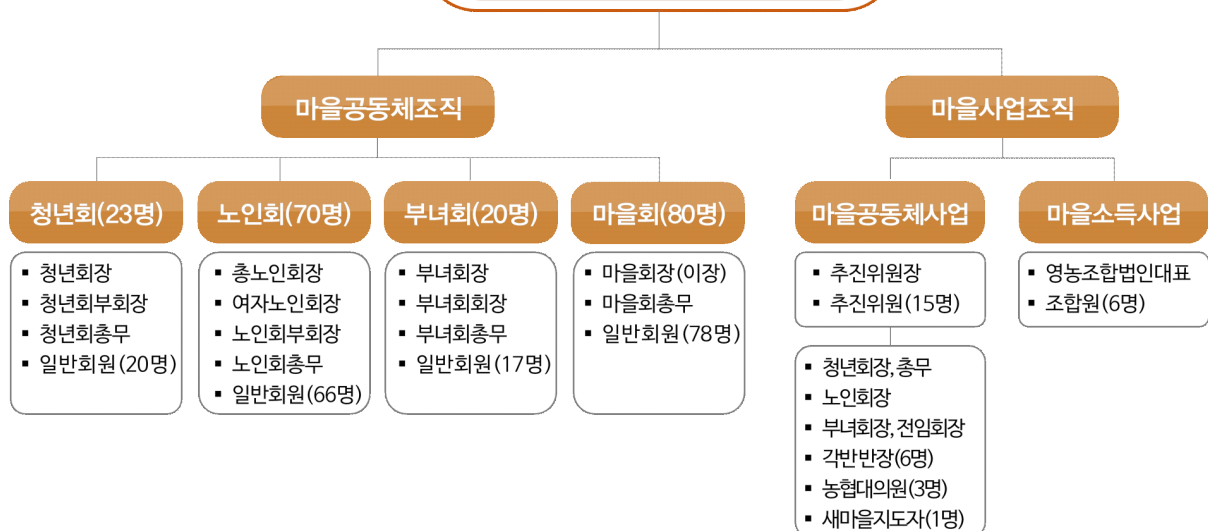 마을공동체조직
마을사업조직
청년회(23명)
노인회(70명)
부녀회(20명)
마을회(80명)
마을공동체사업
마을소득사업
▪ 청년회장
▪ 청년회부회장
▪ 청년회총무
▪ 일반회원(20명)
▪ 총노인회장
▪ 여자노인회장
▪ 노인회부회장
▪ 노인회총무
▪ 일반회원(66명)
▪ 부녀회장
▪ 부녀회회장
▪ 부녀회총무
▪ 일반회원(17명)
▪ 마을회장(이장)
▪ 마을회총무
▪ 일반회원(78명)
▪ 추진위원장
▪ 추진위원(15명)
▪ 영농조합법인대표
▪ 조합원(6명)
▪ 청년회장, 총무
▪ 노인회장
▪ 부녀회장, 전임회장
▪ 각반반장(6명)
▪ 농협대의원(3명)
▪ 새마을지도자(1명)